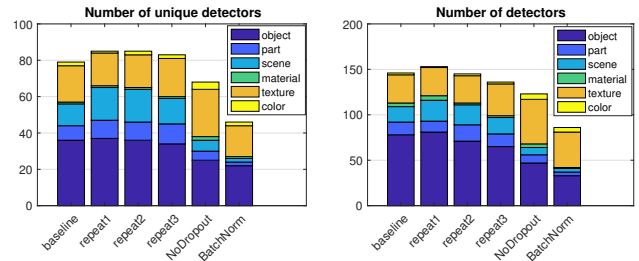 Number of unique detectors
100
80
60
40
20
0
object
part
scene
material
texture
color
baseline
repeat1
repeat2
repeat3
NoDropout
BatchNorm
Number of detectors
200
150
100
50
0
object
part
scene
material
texture
color
baseline
repeat1
repeat2
repeat3
NoDropout
BatchNorm